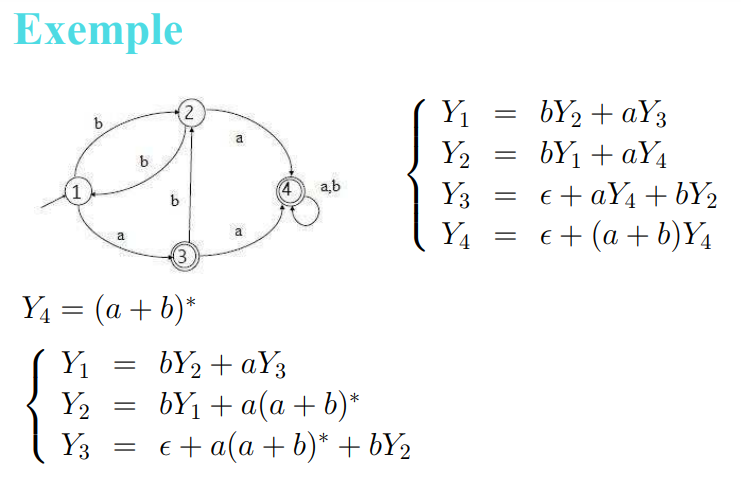 Exemple
b
2
a
b
1
b
4
a,b
a
3
a
Y₁ = bY₂ + aY₃
Y₂ = bY₁ + aY₄
Y₃ = ϵ + aY₄ + bY₂
Y₄ = ϵ + (a + b)Y₄
Y₄ = (a + b)*
Y₁ = bY₂ + aY₃
Y₂ = bY₁ + a(a + b)*
Y₃ = ϵ + a(a + b)* + bY₂